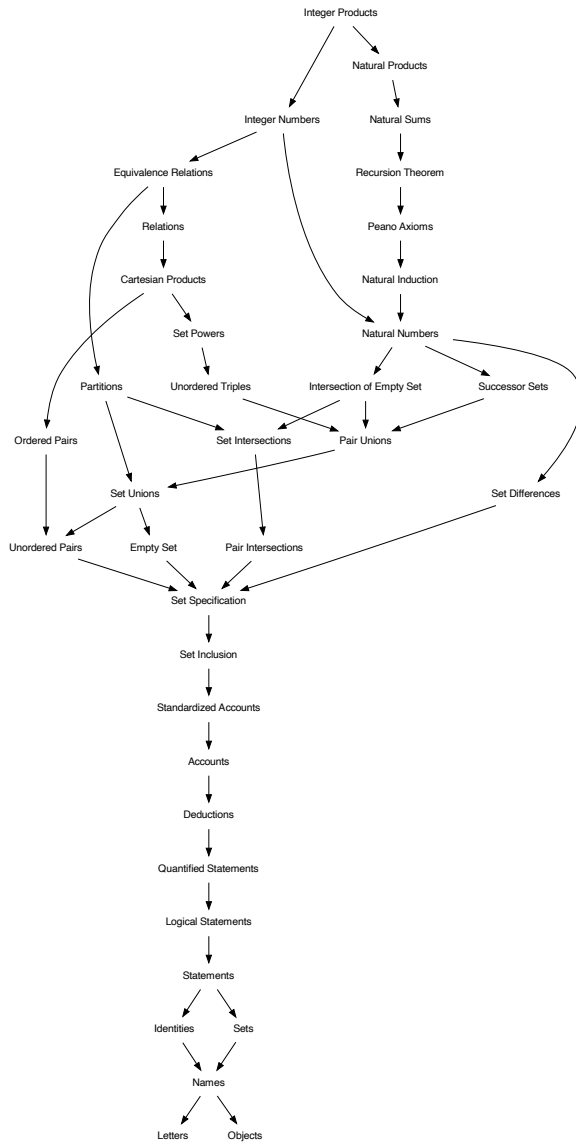 Integer Products
Natural Products
Integer Numbers
Natural Sums
Equivalence Relations
Recursion Theorem
Relations
Peano Axioms
Cartesian Products
Natural Induction
Set Powers
Natural Numbers
Partitions
Unordered Triples
Intersection of Empty Set
Successor Sets
Ordered Pairs
Set Intersections
Pair Unions
Set Unions
Set Differences
Unordered Pairs
Empty Set
Pair Intersections
Set Specification
Set Inclusion
Standardized Accounts
Accounts
Deductions
Quantified Statements
Logical Statements
Statements
Identities
Sets
Names
Letters
Objects